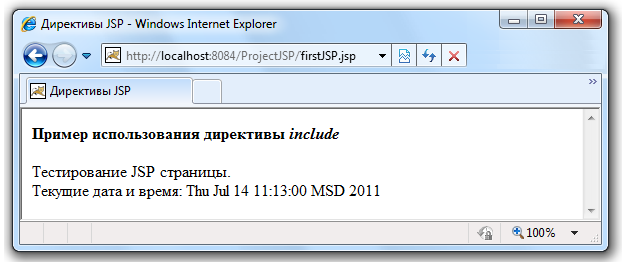 Директивы JSP - Windows Internet Explorer
http://localhost:8084/ProjectJSP/firstJSP.jsp
Директивы JSP
Пример использования директивы include
Тестирование JSP страницы.
Текущие дата и время: Thu Jul 14 11:13:00 MSD 2011
100%